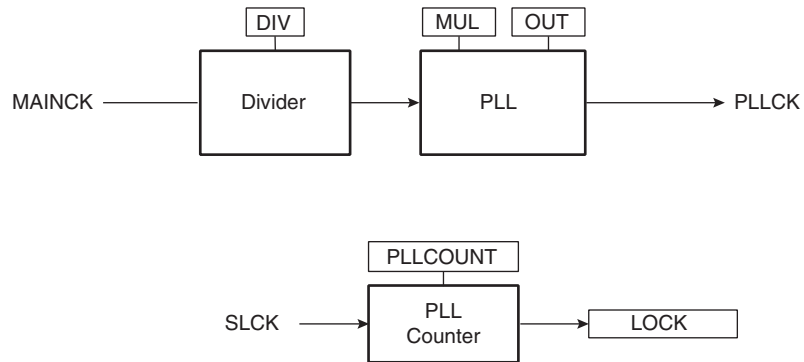 DIV
MUL
OUT
MAINCK
Divider
PLL
PLLCK
PLLCOUNT
SLCK
PLL
Counter
LOCK